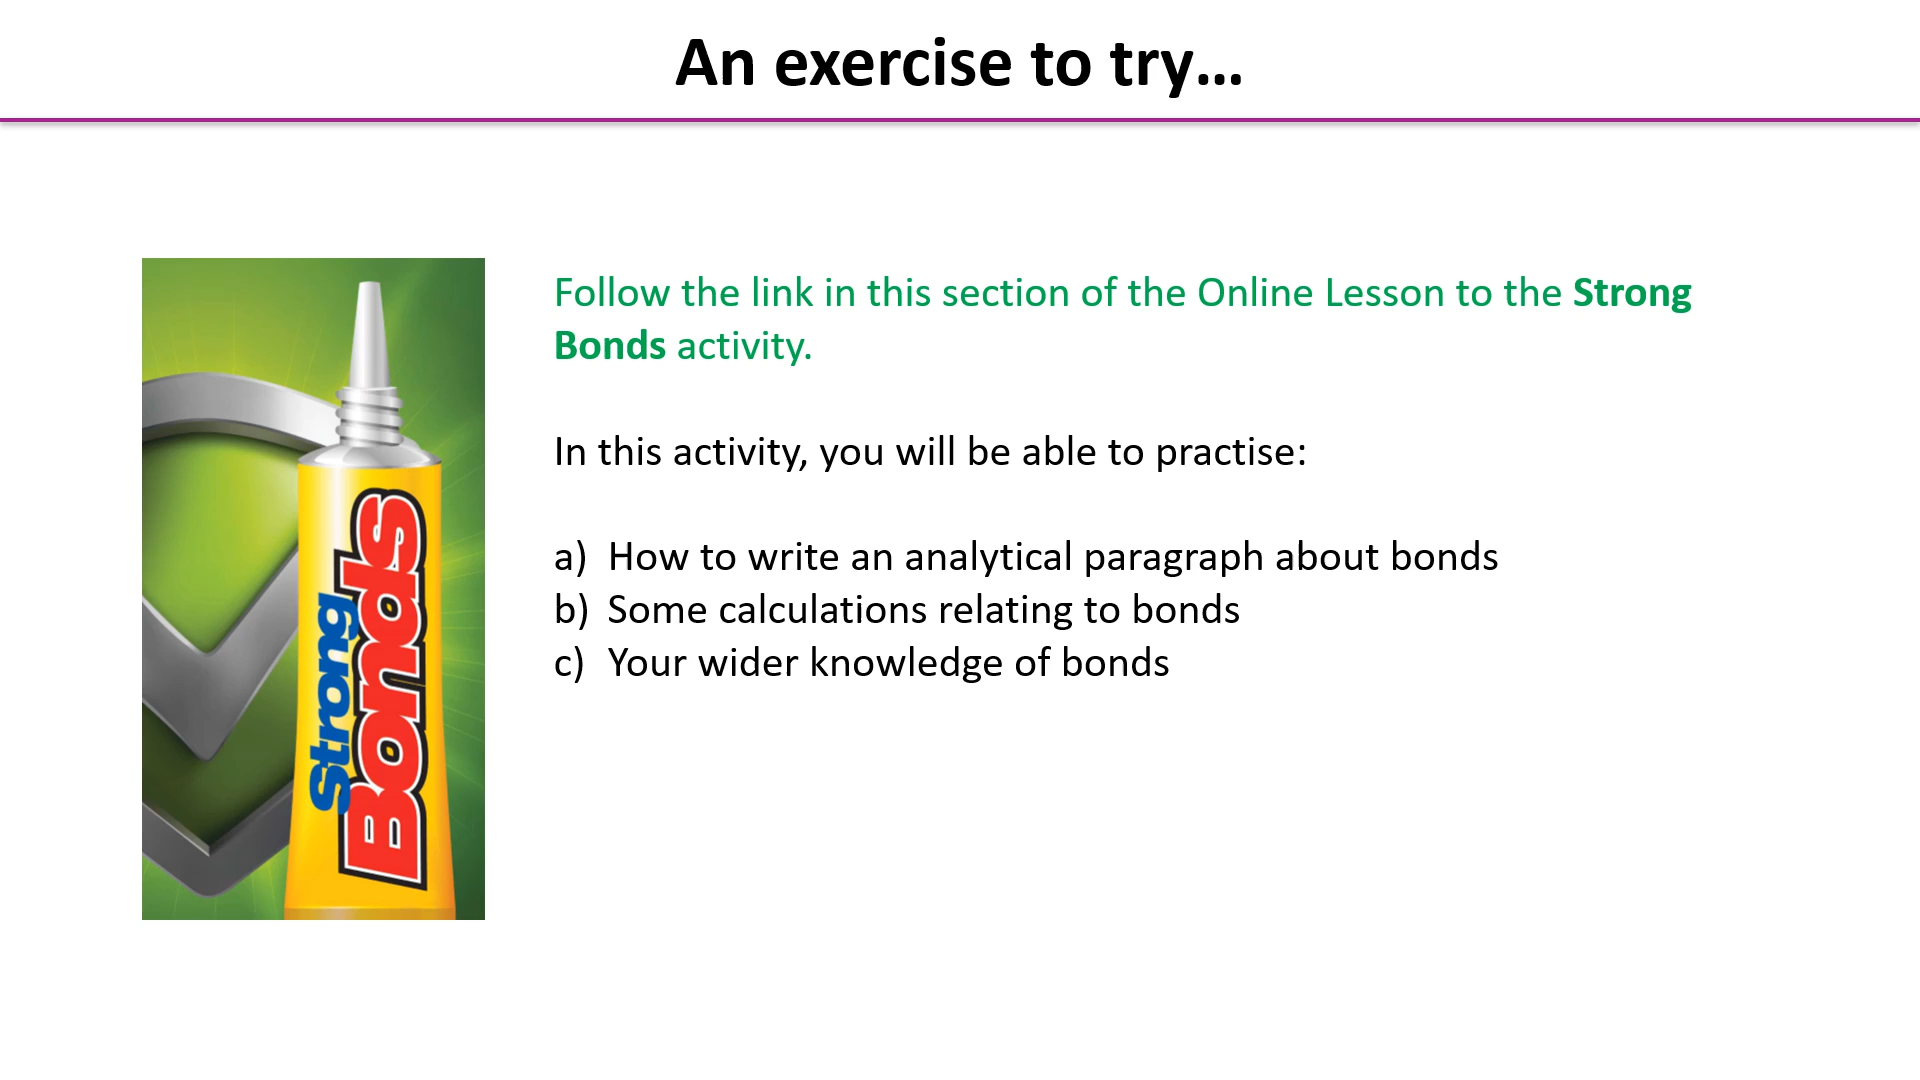 An exercise to try…
Follow the link in this section of the Online Lesson to the Strong
Bonds activity.
In this activity, you will be able to practise:
a) How to write an analytical paragraph about bonds
b) Some calculations relating to bonds
c) Your wider knowledge of bonds
Strong
Bonds